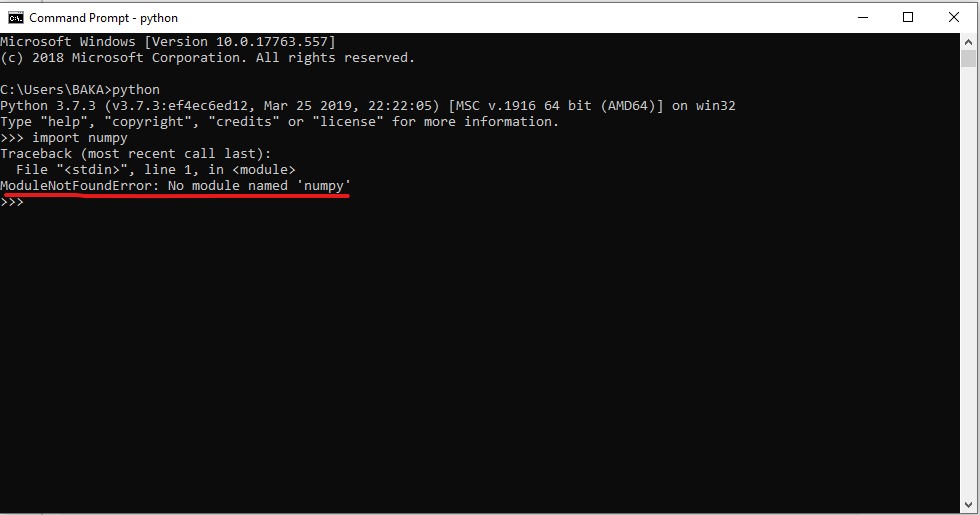 Command Prompt - python
Microsoft Windows [Version 10.0.17763.557]
(c) 2018 Microsoft Corporation. All rights reserved.
C:\Users\BAKA>python
Python 3.7.3 (v3.7.3:ef4ec6ed12, Mar 25 2019, 22:22:05) [MSC v.1916 64 bit (AMD64)] on win32
Type "help", "copyright", "credits" or "license" for more information.
>>> import numpy
Traceback (most recent call last):
  File "<stdin>", line 1, in <module>
ModuleNotFoundError: No module named 'numpy'
>>>